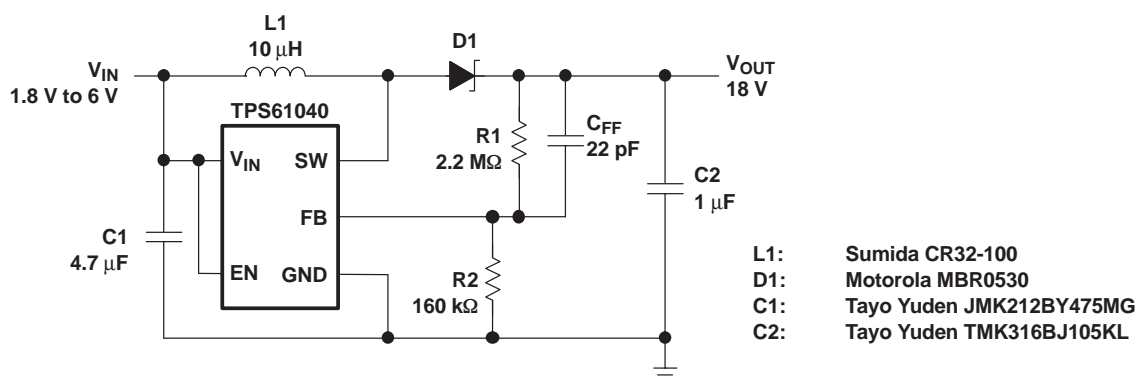 L1
10 μH
D1
VIN
1.8 V to 6 V
VOUT
18 V
TPS61040
VIN
SW
R1
2.2 MΩ
CFF
22 pF
C2
1 μF
FB
C1
4.7 μF
EN
GND
R2
160 kΩ
L1: Sumida CR32-100
D1: Motorola MBR0530
C1: Tayo Yuden JMK212BY475MG
C2: Tayo Yuden TMK316BJ105KL